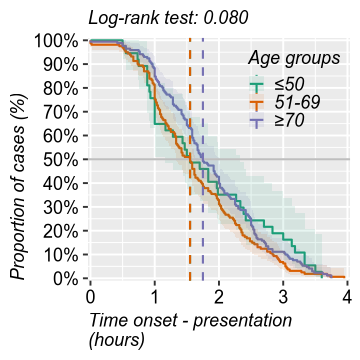 Log-rank test: 0.080
100%
90%
80%
70%
60%
50%
40%
30%
20%
10%
0%
Proportion of cases (%)
Age groups
≤50
51-69
≥70
0 1 2 3 4
Time onset - presentation
(hours)